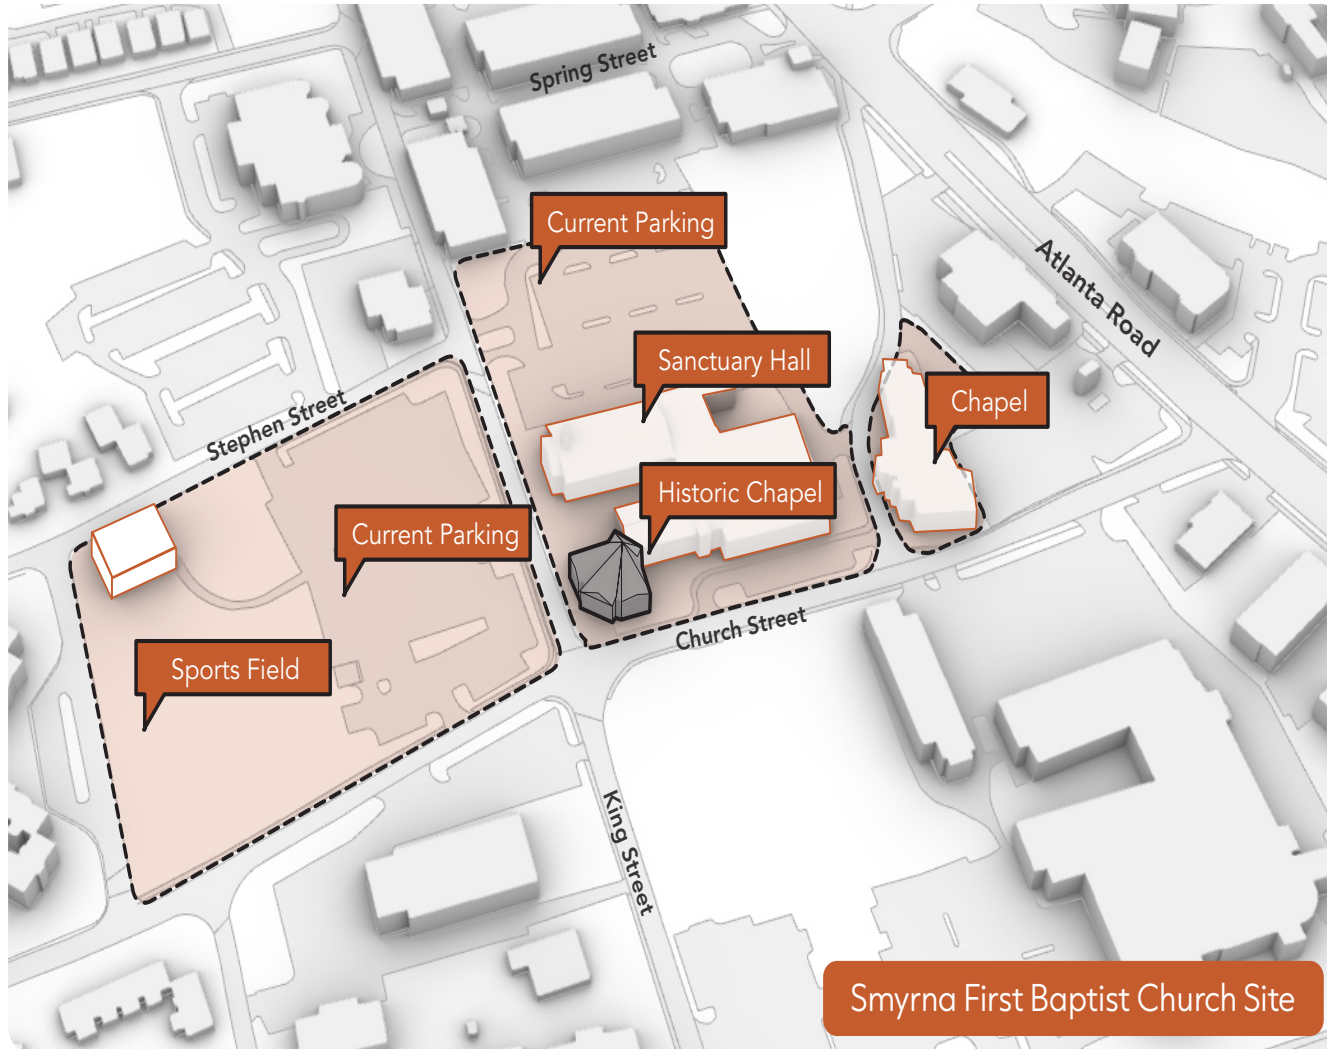 Spring Street
Current Parking
Atlanta Road
Sanctuary Hall
Chapel
Stephen Street
Historic Chapel
Current Parking
Church Street
Sports Field
King Street
Smyrna First Baptist Church Site